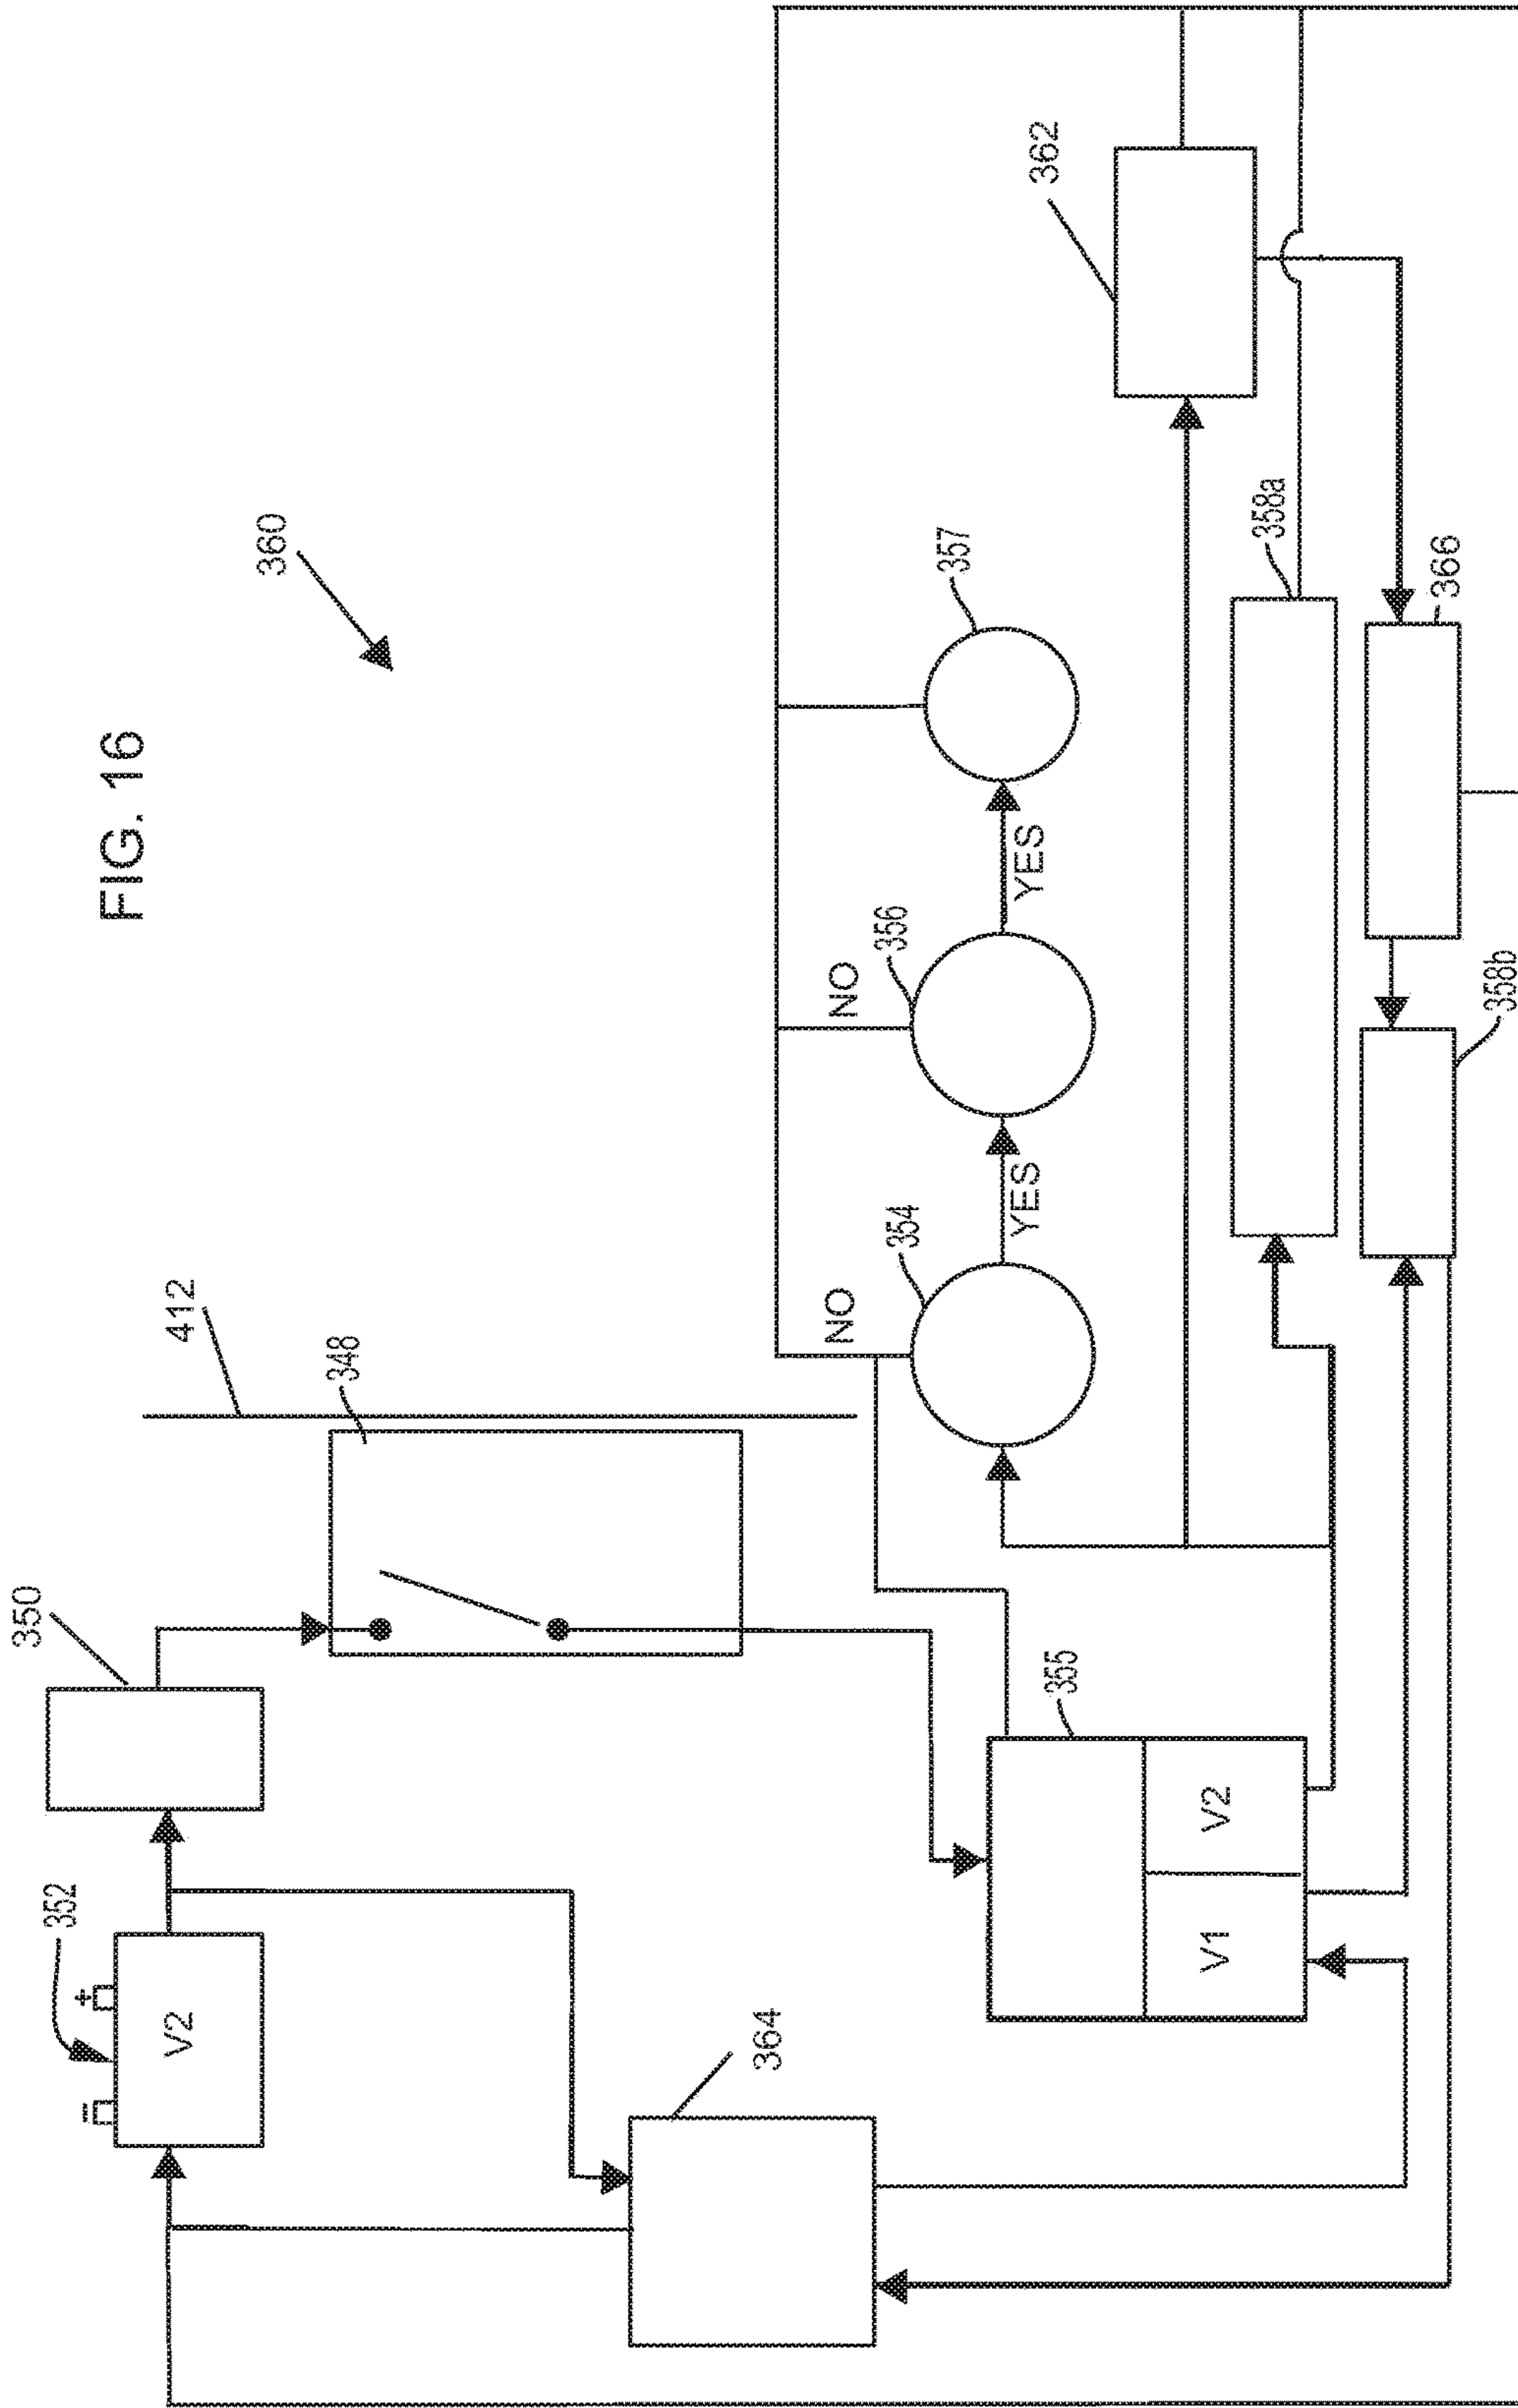 FIG. 16
360
412
350
352
− +
V2
348
364
355
V1
V2
354
NO
YES
356
NO
YES
357
362
358a
366
358b